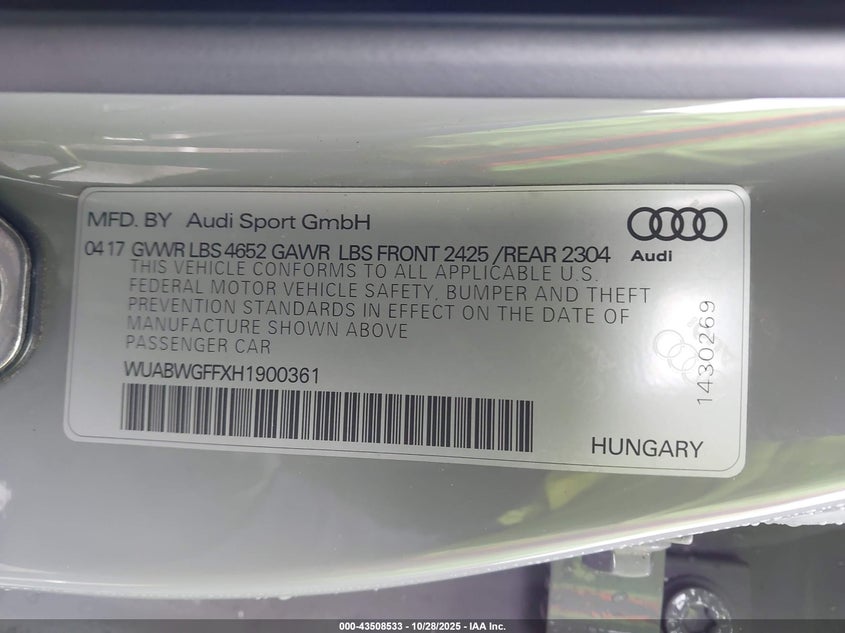 MFD. BY Audi Sport GmbH
04 17 GVWR LBS 4652 GAWR LBS FRONT 2425 /REAR 2304
Audi
THIS VEHICLE CONFORMS TO ALL APPLICABLE U.S.
FEDERAL MOTOR VEHICLE SAFETY, BUMPER AND THEFT
PREVENTION STANDARDS IN EFFECT ON THE DATE OF
MANUFACTURE SHOWN ABOVE
PASSENGER CAR
WUABWGFFXH1900361
1430269
HUNGARY
000-43508533 - 10/28/2025 - IAA Inc.